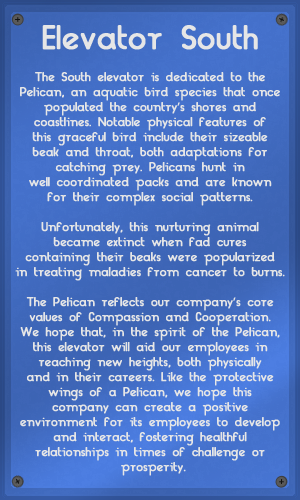 Elevator South
The South elevator is dedicated to the
Pelican, an aquatic bird species that once
populated the country's shores and
coastlines. Notable physical features of
this graceful bird include their sizeable
beak and throat, both adaptations for
catching prey. Pelicans hunt in
well coordinated packs and are known
for their complex social patterns.
Unfortunately, this nurturing animal
became extinct when fad cures
containing their beaks were popularized
in treating maladies from cancer to burns.
The Pelican reflects our company's core
values of Compassion and Cooperation.
We hope that, in the spirit of the Pelican,
this elevator will aid our employees in
reaching new heights, both physically
and in their careers. Like the protective
wings of a Pelican, we hope this
company can create a positive
environment for its employees to develop
and interact, fostering healthful
relationships in times of challenge or
prosperity.